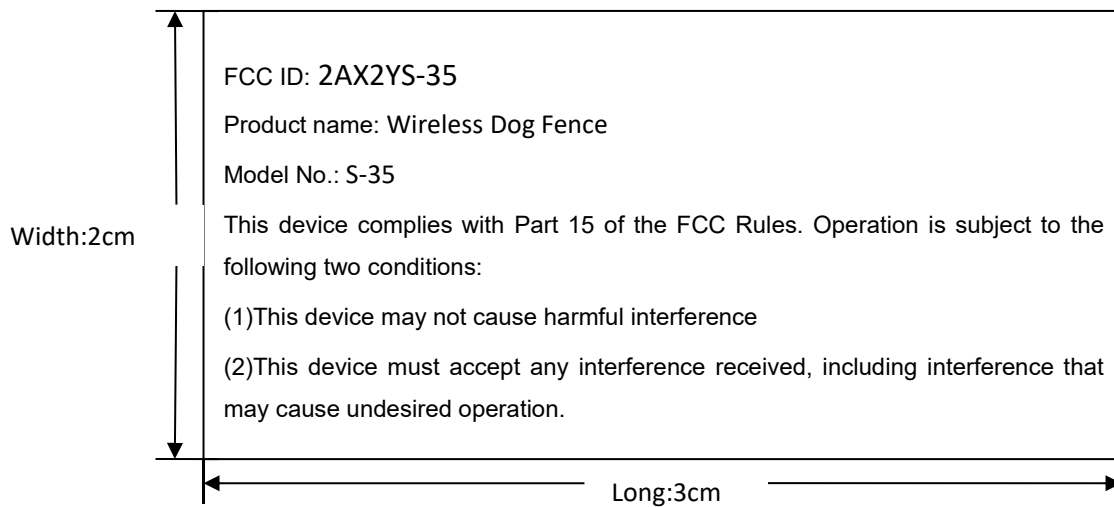 FCC ID: 2AX2YS-35
Product name: Wireless Dog Fence
Model No.: S-35
This device complies with Part 15 of the FCC Rules. Operation is subject to the
following two conditions:
(1)This device may not cause harmful interference
(2)This device must accept any interference received, including interference that
may cause undesired operation.
Width:2cm
Long:3cm